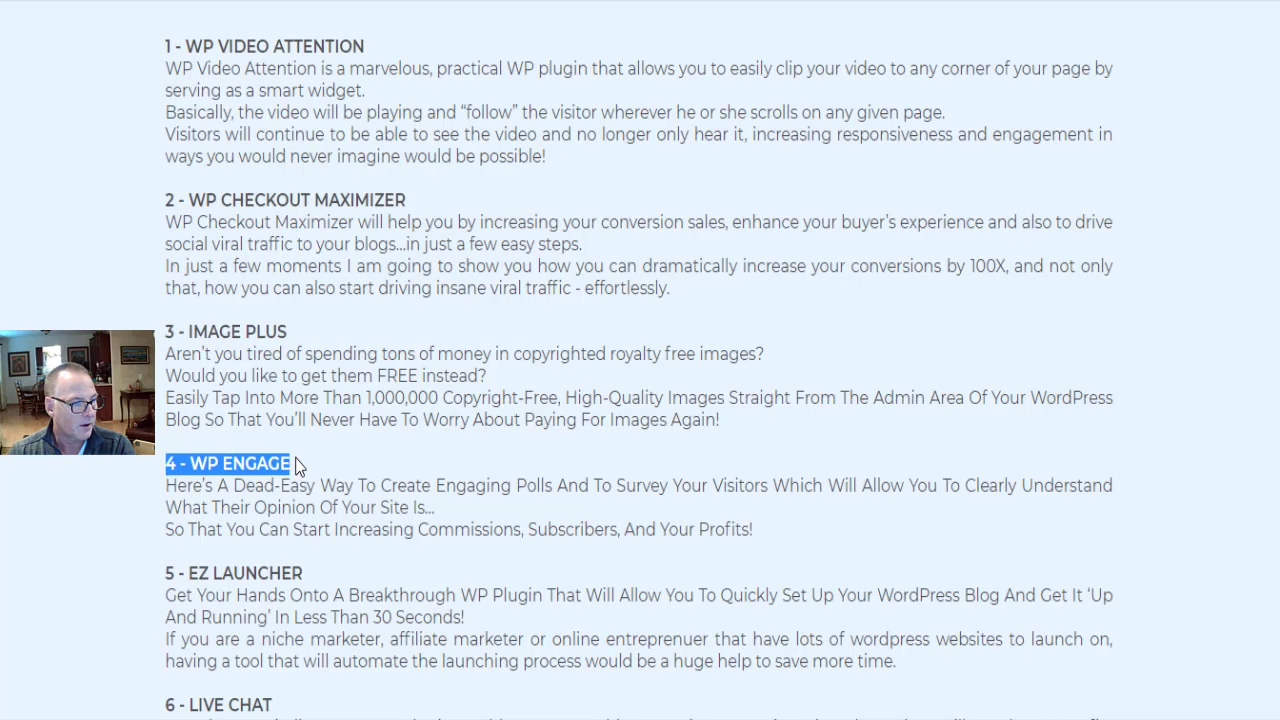 1 - WP VIDEO ATTENTION
WP Video Attention is a marvelous, practical WP plugin that allows you to easily clip your video to any corner of your page by
serving as a smart widget.
Basically, the video will be playing and “follow” the visitor wherever he or she scrolls on any given page.
Visitors will continue to be able to see the video and no longer only hear it, increasing responsiveness and engagement in
ways you would never imagine would be possible!
2 - WP CHECKOUT MAXIMIZER
WP Checkout Maximizer will help you by increasing your conversion sales, enhance your buyer’s experience and also to drive
social viral traffic to your blogs...in just a few easy steps.
In just a few moments I am going to show you how you can dramatically increase your conversions by 100X, and not only
that, how you can also start driving insane viral traffic - effortlessly.
3 - IMAGE PLUS
Aren’t you tired of spending tons of money in copyrighted royalty free images?
Would you like to get them FREE instead?
Easily Tap Into More Than 1,000,000 Copyright-Free, High-Quality Images Straight From The Admin Area Of Your WordPress
Blog So That You’ll Never Have To Worry About Paying For Images Again!
4 - WP ENGAGE
Here’s A Dead-Easy Way To Create Engaging Polls And To Survey Your Visitors Which Will Allow You To Clearly Understand
What Their Opinion Of Your Site Is...
So That You Can Start Increasing Commissions, Subscribers, And Your Profits!
5 - EZ LAUNCHER
Get Your Hands Onto A Breakthrough WP Plugin That Will Allow You To Quickly Set Up Your WordPress Blog And Get It ‘Up
And Running’ In Less Than 30 Seconds!
If you are a niche marketer, affiliate marketer or online entreprenuer that have lots of wordpress websites to launch on,
having a tool that will automate the launching process would be a huge help to save more time.
6 - LIVE CHAT